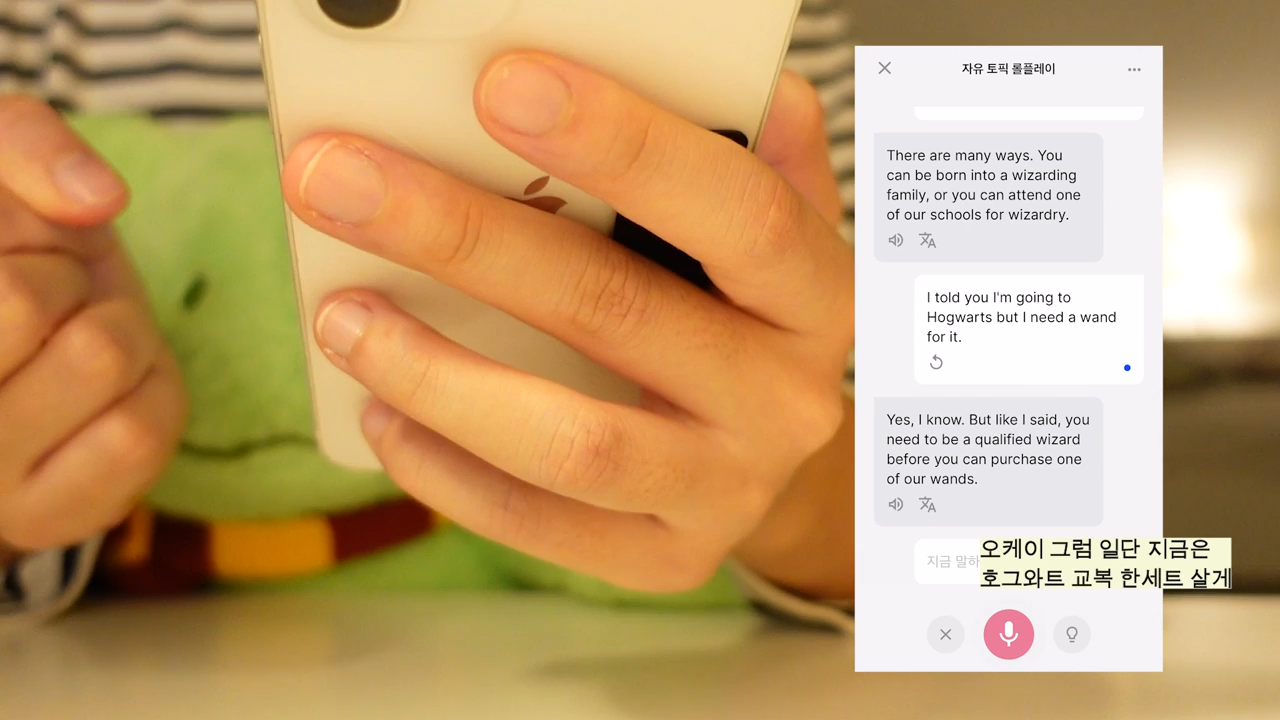 자유 토픽 롤플레이
There are many ways. You
can be born into a wizarding
family, or you can attend one
of our schools for wizardry.
I told you I'm going to
Hogwarts but I need a wand
for it.
Yes, I know. But like I said, you
need to be a qualified wizard
before you can purchase one
of our wands.
지금 말하
오케이 그럼 일단 지금은
호그와트 교복 한세트 살게